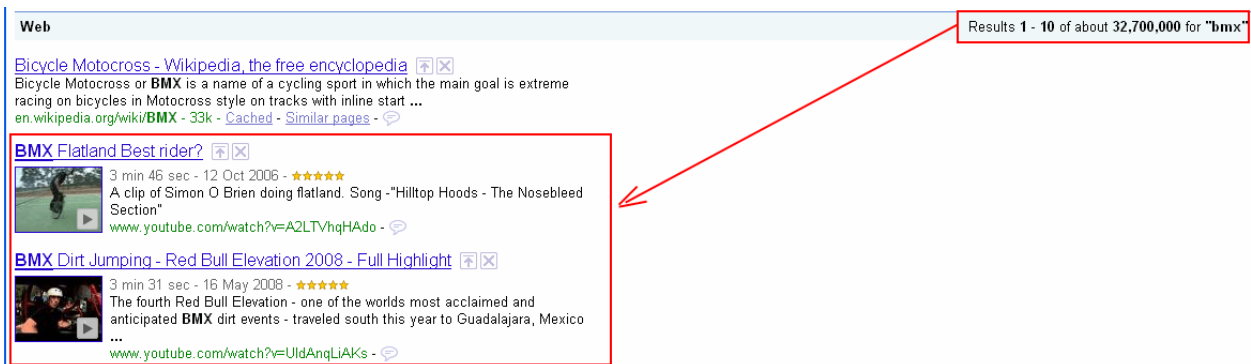 Web
Results 1 - 10 of about 32,700,000 for "bmx"
Bicycle Motocross - Wikipedia, the free encyclopedia
Bicycle Motocross or BMX is a name of a cycling sport in which the main goal is extreme
racing on bicycles in Motocross style on tracks with inline start ...
en.wikipedia.org/wiki/BMX - 33k - Cached - Similar pages -
BMX Flatland Best rider?
3 min 46 sec - 12 Oct 2006 -
A clip of Simon O Brien doing flatland. Song -"Hilltop Hoods - The Nosebleed
Section"
www.youtube.com/watch?v=A2LTVhqHAdo -
BMX Dirt Jumping - Red Bull Elevation 2008 - Full Highlight
3 min 31 sec - 16 May 2008 -
The fourth Red Bull Elevation - one of the worlds most acclaimed and
anticipated BMX dirt events - traveled south this year to Guadalajara, Mexico
...
www.youtube.com/watch?v=UldAnqLiAKs -